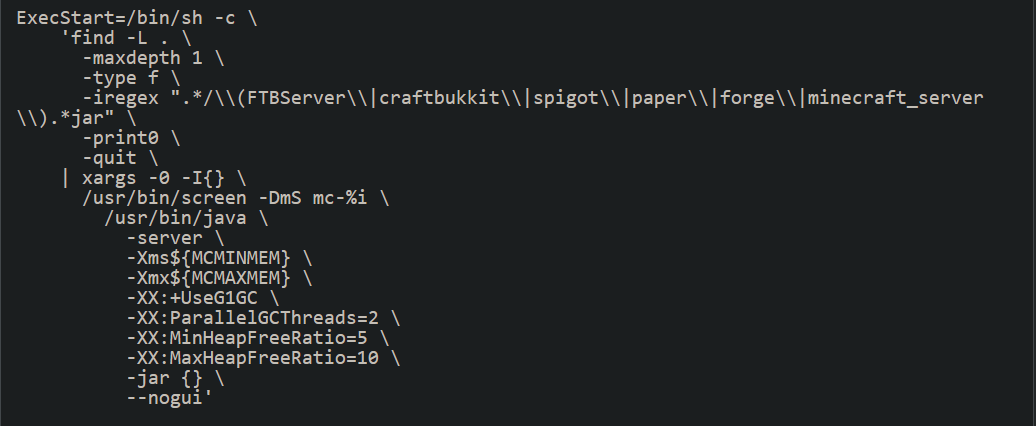 ExecStart=/bin/sh -c \
    'find -L . \
      -maxdepth 1 \
      -type f \
      -iregex ".*/\\(FTBServer\\|craftbukkit\\|spigot\\|paper\\|forge\\|minecraft_server
\\).*jar" \
      -print0 \
      -quit \
    | xargs -0 -I{} \
      /usr/bin/screen -DmS mc-%i \
        /usr/bin/java \
          -server \
          -Xms${MCMINMEM} \
          -Xmx${MCMAXMEM} \
          -XX:+UseG1GC \
          -XX:ParallelGCThreads=2 \
          -XX:MinHeapFreeRatio=5 \
          -XX:MaxHeapFreeRatio=10 \
          -jar {} \
          --nogui'